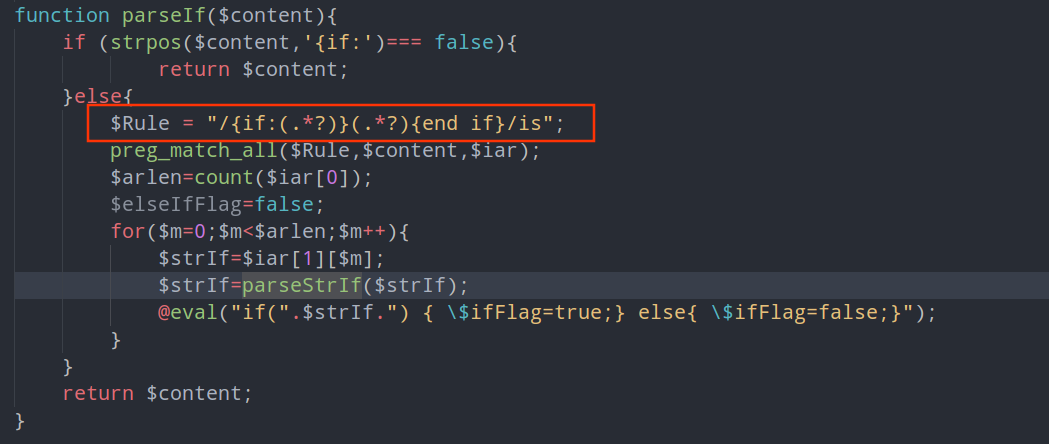 function parseIf($content){
    if (strpos($content,'{if:')=== false){
            return $content;
    }else{
        $Rule = "/{if:(.*?)}(.*?){end if}/is";
        preg_match_all($Rule,$content,$iar);
        $arlen=count($iar[0]);
        $elseIfFlag=false;
        for($m=0;$m<$arlen;$m++){
            $strIf=$iar[1][$m];
            $strIf=parseStrIf($strIf);
            @eval("if(".$strIf.") { \$ifFlag=true;} else{ \$ifFlag=false;}");
        }
    }
    return $content;
}